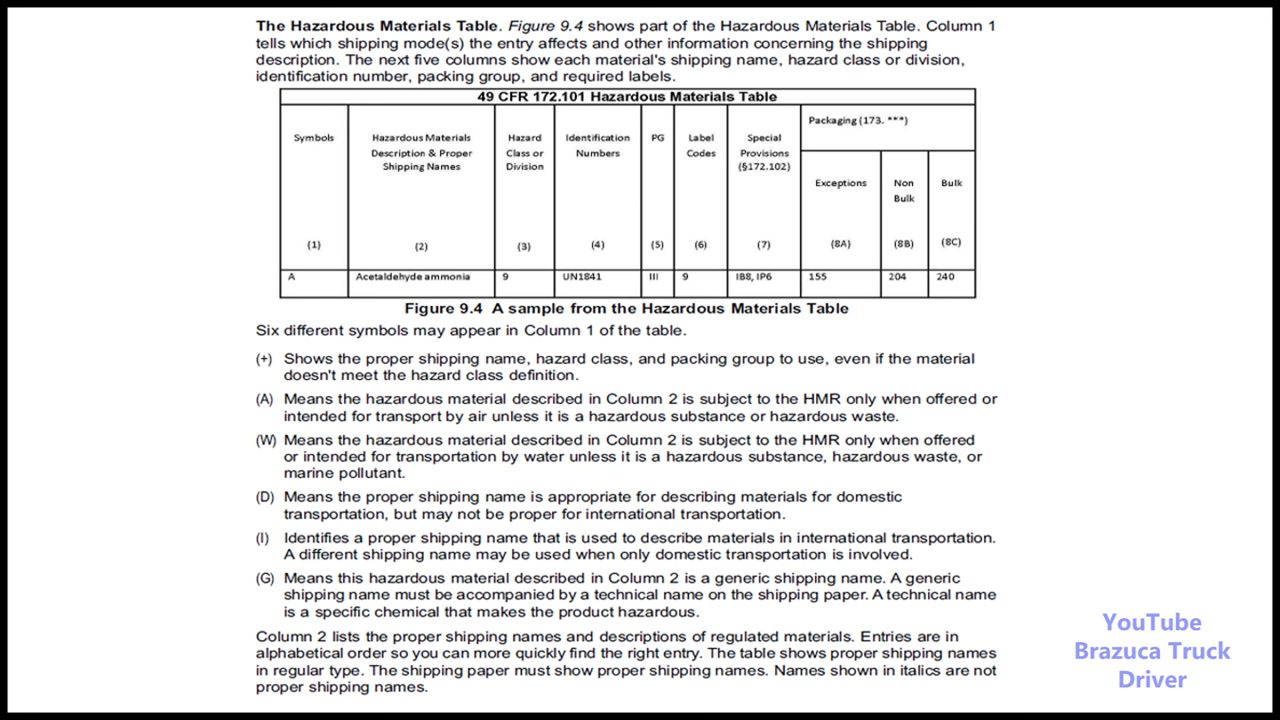 The Hazardous Materials Table. Figure 9.4 shows part of the Hazardous Materials Table. Column 1
tells which shipping mode(s) the entry affects and other information concerning the shipping
description. The next five columns show each material's shipping name, hazard class or division,
identification number, packing group, and required labels.
49 CFR 172.101 Hazardous Materials Table
Packaging (173. ***)
Symbols Hazardous Materials Hazard Identification PG Label Special
Description & Proper Class or Numbers Codes Provisions
Shipping Names Division (§172.102)
Exceptions Non Bulk
Bulk
(1) (2) (3) (4) (5) (6) (7) (8A) (8B) (8C)
A Acetaldehyde ammonia 9 UN1841 III 9 IB8, IP6 155 204 240
Figure 9.4 A sample from the Hazardous Materials Table
Six different symbols may appear in Column 1 of the table.
(+) Shows the proper shipping name, hazard class, and packing group to use, even if the material
doesn't meet the hazard class definition.
(A) Means the hazardous material described in Column 2 is subject to the HMR only when offered or
intended for transport by air unless it is a hazardous substance or hazardous waste.
(W) Means the hazardous material described in Column 2 is subject to the HMR only when offered
or intended for transportation by water unless it is a hazardous substance, hazardous waste, or
marine pollutant.
(D) Means the proper shipping name is appropriate for describing materials for domestic
transportation, but may not be proper for international transportation.
(I) Identifies a proper shipping name that is used to describe materials in international transportation.
A different shipping name may be used when only domestic transportation is involved.
(G) Means this hazardous material described in Column 2 is a generic shipping name. A generic
shipping name must be accompanied by a technical name on the shipping paper. A technical name
is a specific chemical that makes the product hazardous.
Column 2 lists the proper shipping names and descriptions of regulated materials. Entries are in
alphabetical order so you can more quickly find the right entry. The table shows proper shipping names
in regular type. The shipping paper must show proper shipping names. Names shown in italics are not
proper shipping names.
YouTube
Brazuca Truck
Driver